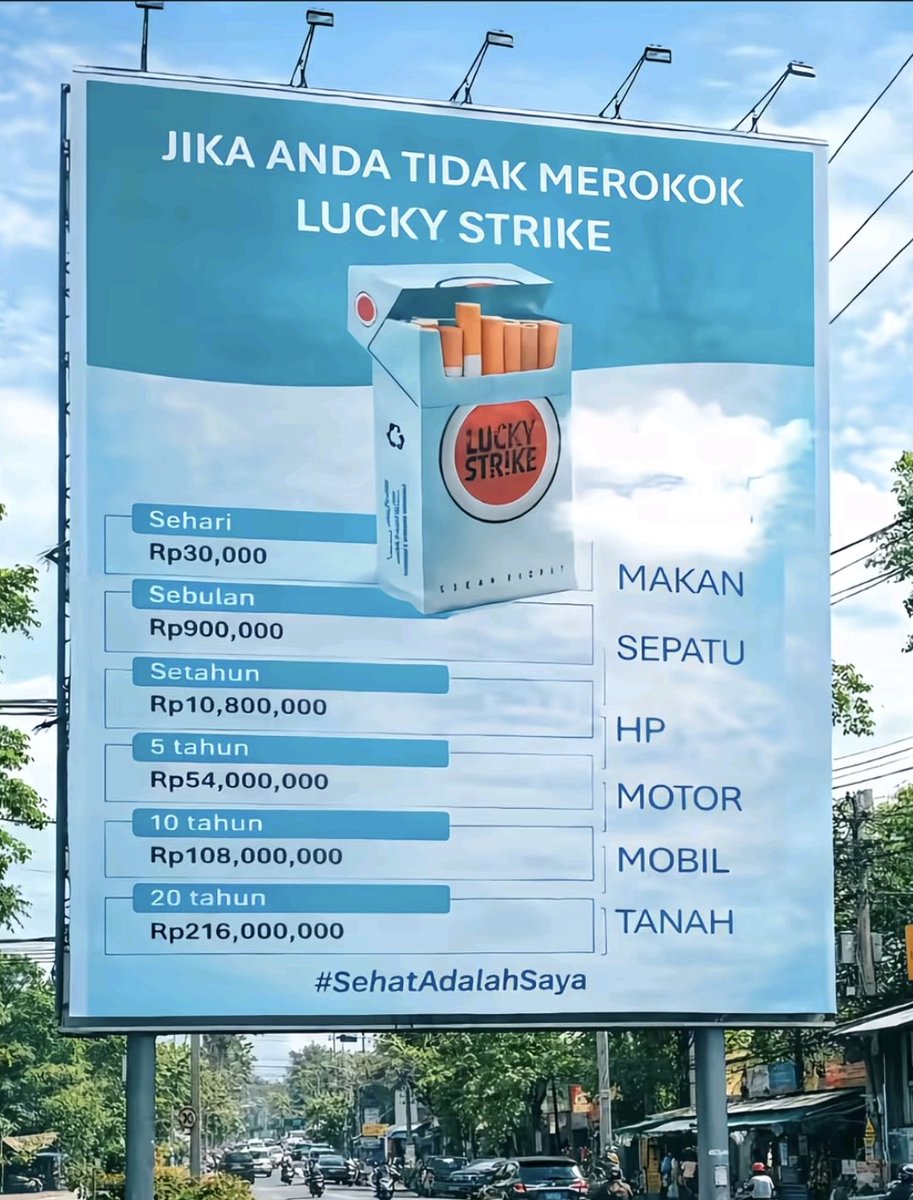 JIKA ANDA TIDAK MEROKOK
LUCKY STRIKE
LUCKY
STRIKE
Sehari
Rp30,000
MAKAN
Sebulan
Rp900,000
SEPATU
Setahun
Rp10,800,000
HP
5 tahun
Rp54,000,000
MOTOR
10 tahun
Rp108,000,000
MOBIL
20 tahun
Rp216,000,000
TANAH
#SehatAdalahSaya